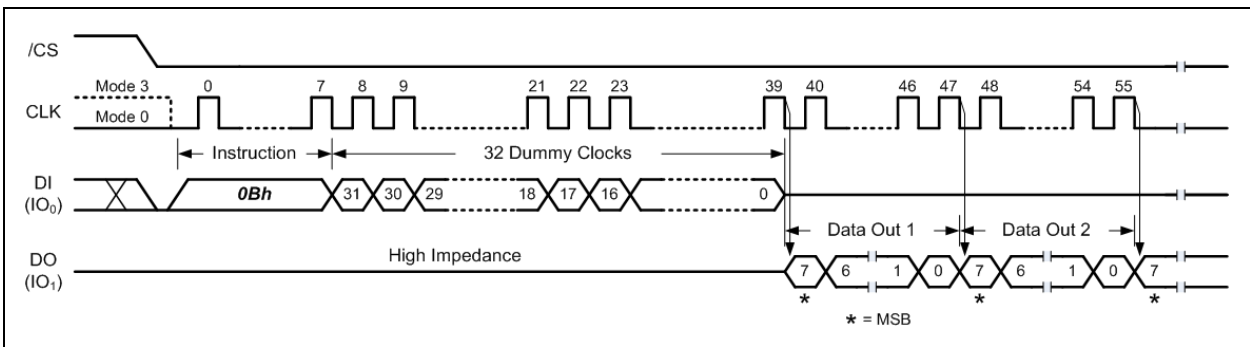 /CS
Mode 3 0 7 8 9 21 22 23 39 40 46 47 48 54 55
CLK
Mode 0
Instruction 32 Dummy Clocks
DI
(IO₀)
0Bh 31 30 29 18 17 16 0
Data Out 1 Data Out 2
High Impedance
DO
(IO₁)
7 6 1 0 7 6 1 0 7
* * *
* = MSB